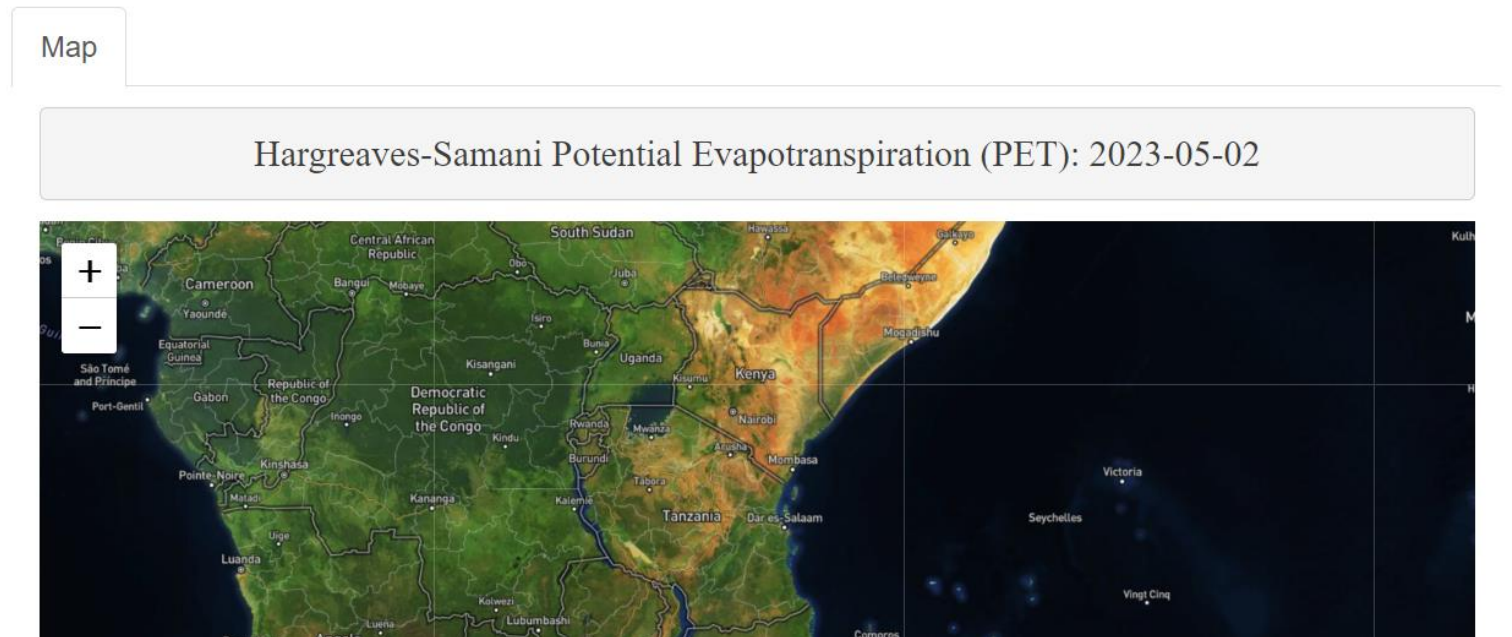 Map
Hargreaves-Samani Potential Evapotranspiration (PET): 2023-05-02
+
−
South Sudan
Hawassa
Galkayo
Central African
Republic
Obo
Juba
Beledweyne
Cameroon
Bangui
Mobaye
Yaoundé
Isiro
Mogadishu
Equatorial
Guinea
Bunia
Uganda
Kisangani
São Tomé
and Príncipe
Kisumu
Kenya
Republic of
the Congo
Gabon
Democratic
Republic of
the Congo
Port-Gentil
Inongo
Nairobi
Rwanda
Mwanza
Kindu
Arusha
Burundi
Mombasa
Kinshasa
Pointe-Noire
Victoria
Tabora
Matadi
Kananga
Kalemie
Tanzania
Dar es-Salaam
Seychelles
Uige
Luanda
Vingt Cinq
Kolwezi
Lubumbashi
Luena
Comoros